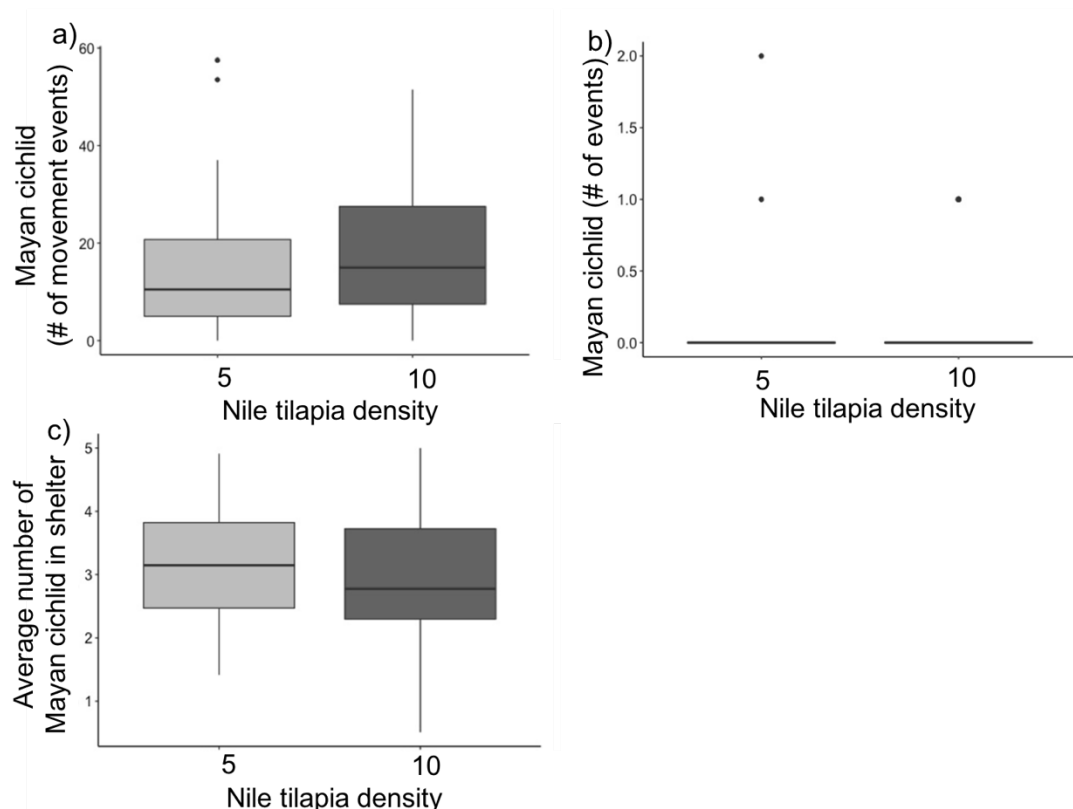 a)
60
40
20
0
Mayan cichlid
(# of movement events)
5
10
Nile tilapia density
b)
2.0
1.5
1.0
0.5
0.0
Mayan cichlid (# of events)
5
10
Nile tilapia density
c)
5
4
3
2
1
Average number of
Mayan cichlid in shelter
5
10
Nile tilapia density